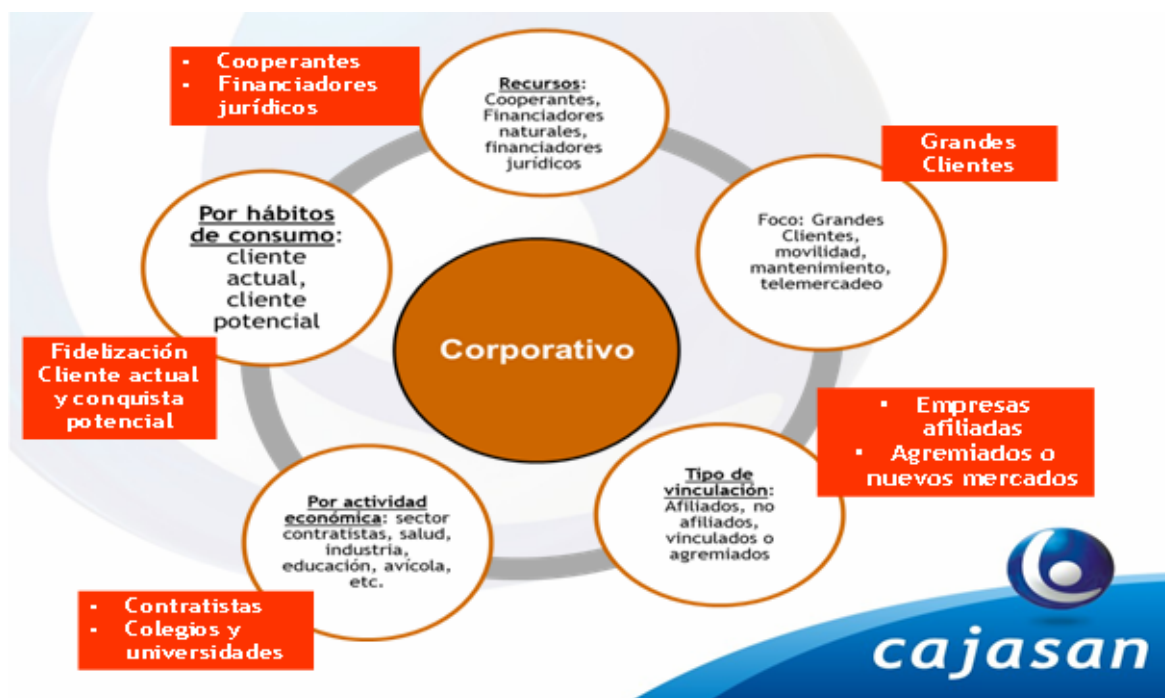 ▪ Cooperantes
▪ Financiadores
jurídicos
Recursos:
Cooperantes,
Financiadores
naturales,
financiadores
jurídicos
Grandes
Clientes
Foco: Grandes
Clientes,
movilidad,
mantenimiento,
telemercadeo
Por hábitos
de consumo:
cliente
actual,
cliente
potencial
Corporativo
Fidelización
Cliente actual
y conquista
potencial
▪ Empresas
afiliadas
▪ Agremiados o
nuevos mercados
Tipo de
vinculación:
Afiliados, no
afiliados,
vinculados o
agremiados
Por actividad
económica: sector
contratistas, salud,
industria,
educación, avícola,
etc.
▪ Contratistas
▪ Colegios y
universidades
cajasan